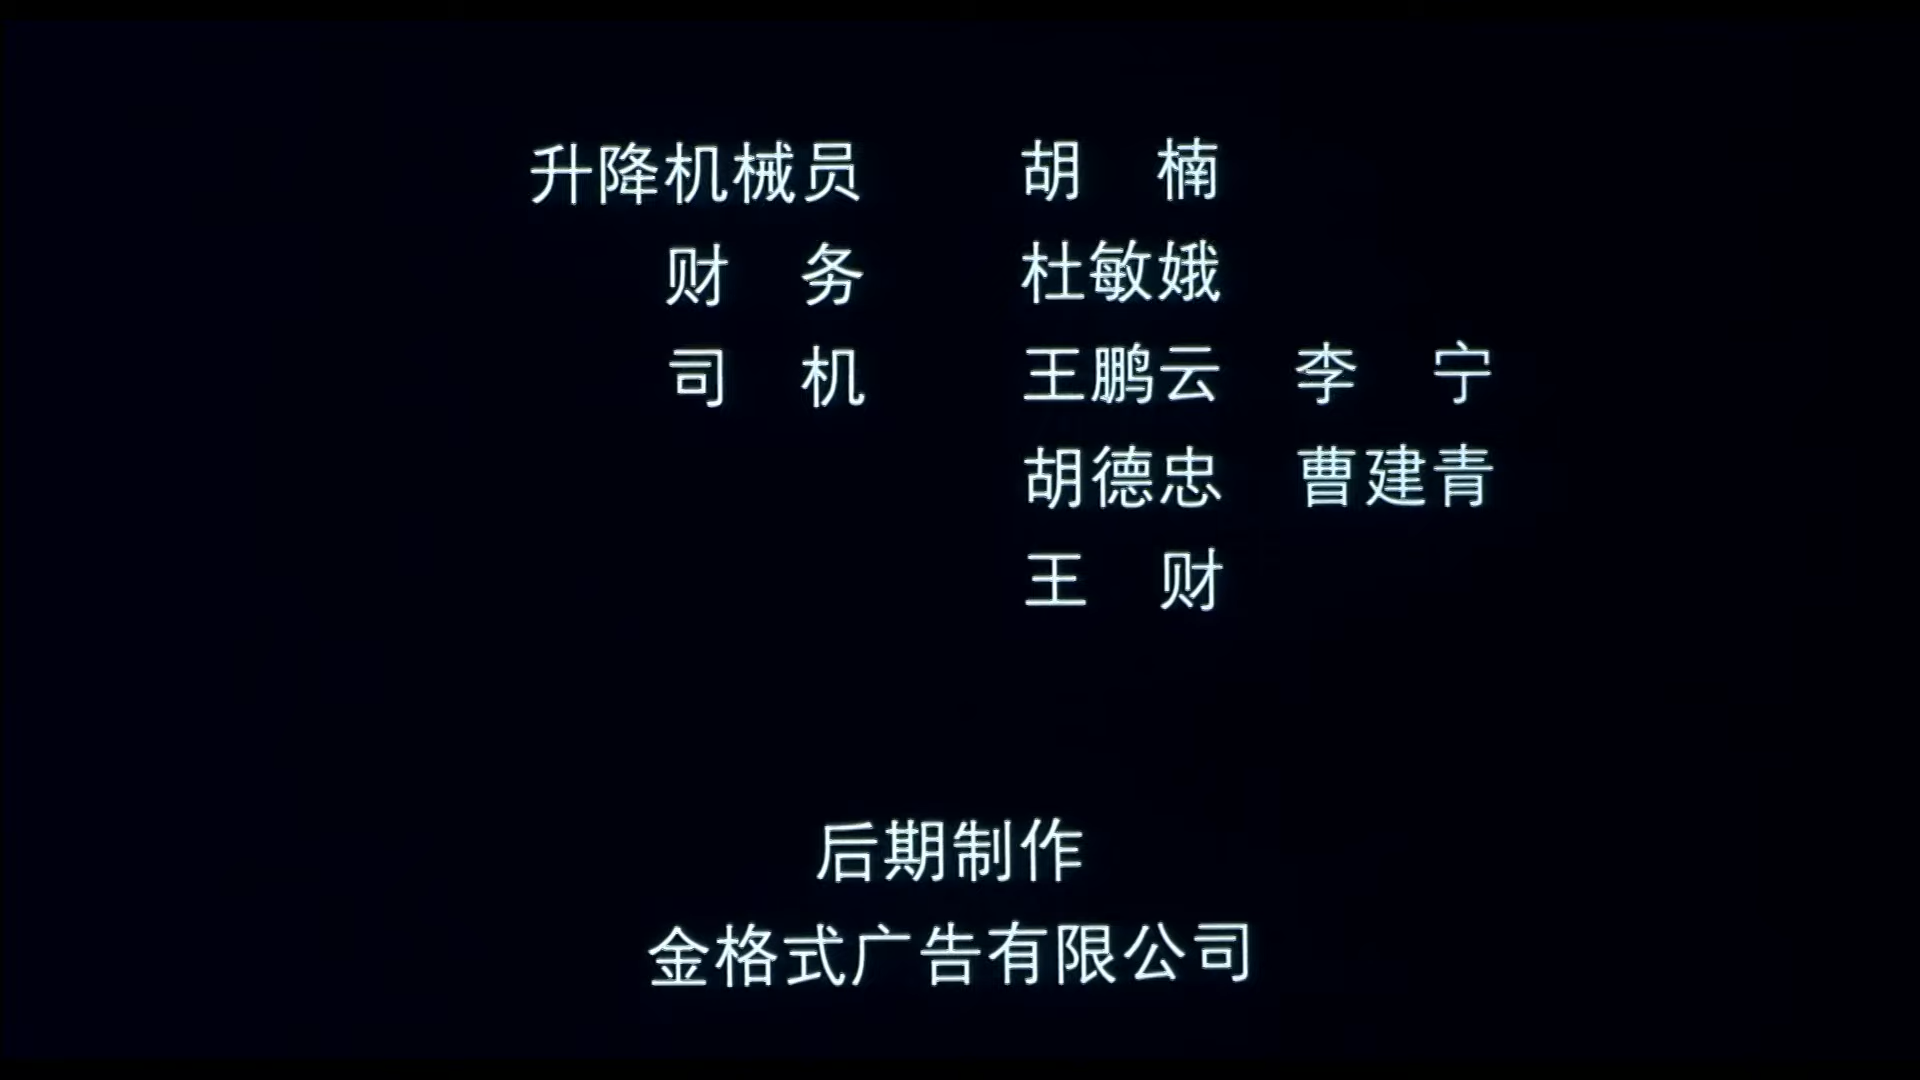 升降机械员 胡 楠
财 务 杜敏娥
司 机 王鹏云 李 宁
胡德忠 曹建青
王 财
后期制作
金格式广告有限公司